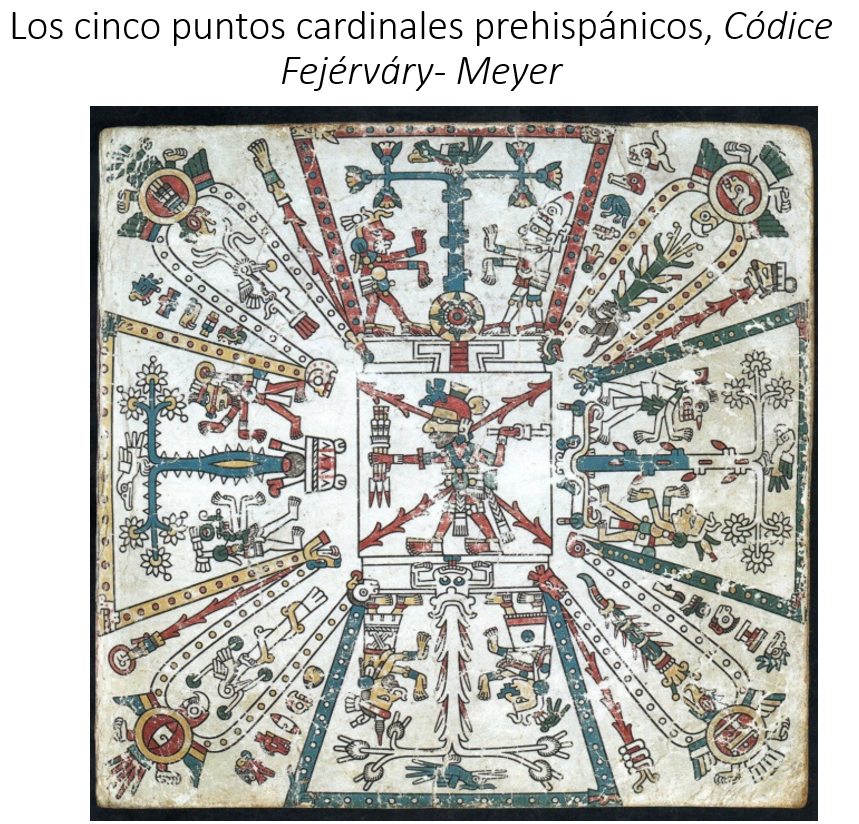 Los cinco puntos cardinales prehispánicos, Códice
Fejérváry- Meyer